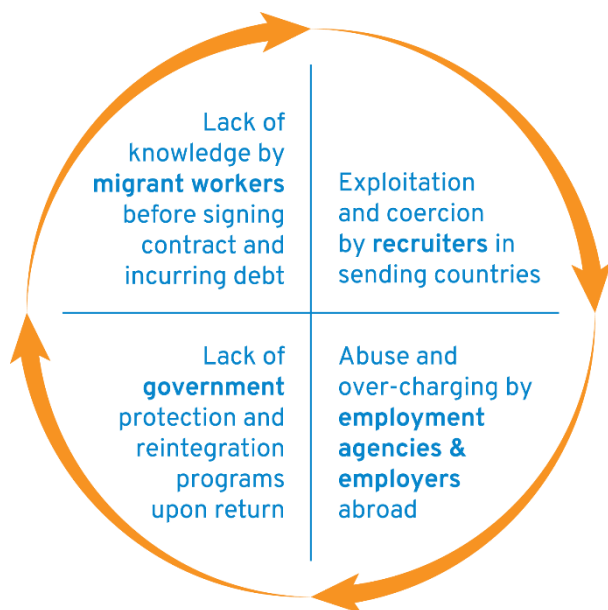 Lack of
knowledge by
migrant workers
before signing
contract and
incurring debt
Exploitation
and coercion
by recruiters in
sending countries
Lack of
government
protection and
reintegration
programs
upon return
Abuse and
over-charging by
employment
agencies &
employers
abroad